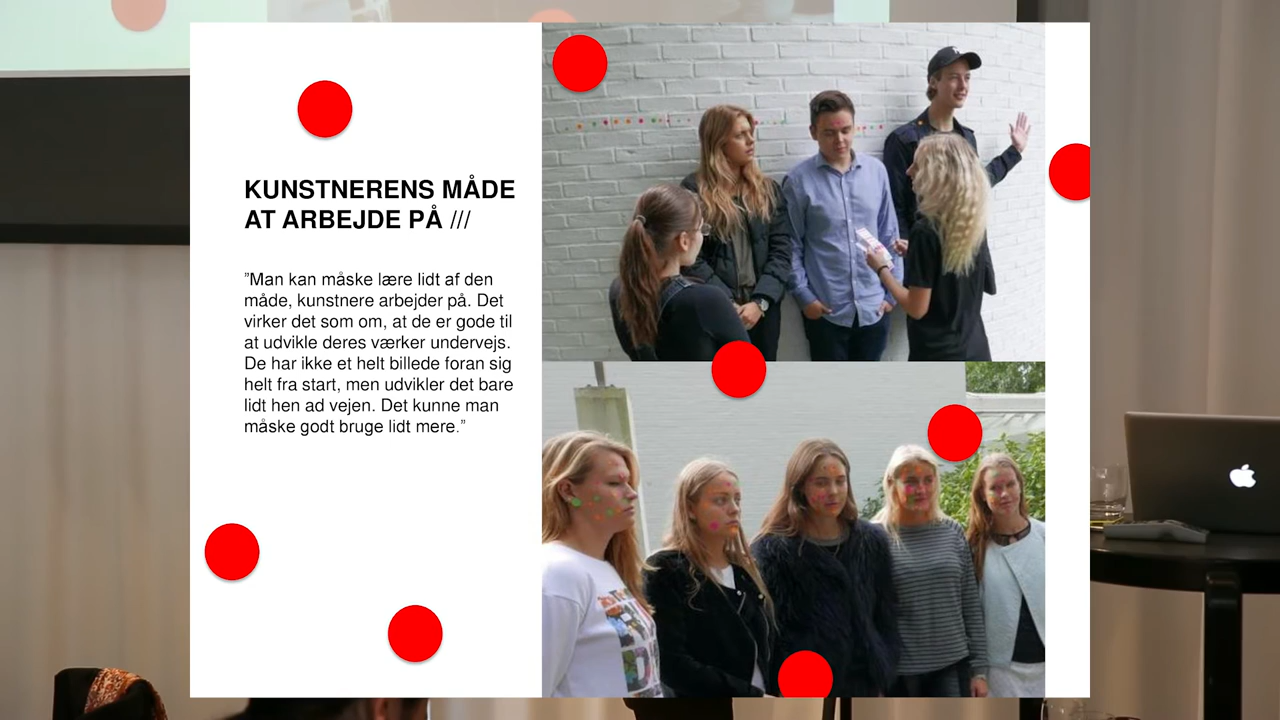 KUNSTNERENS MÅDE
AT ARBEJDE PÅ ///
”Man kan måske lære lidt af den
måde, kunstnere arbejder på. Det
virker det som om, at de er gode til
at udvikle deres værker undervejs.
De har ikke et helt billede foran sig
helt fra start, men udvikler det bare
lidt hen ad vejen. Det kunne man
måske godt bruge lidt mere.”